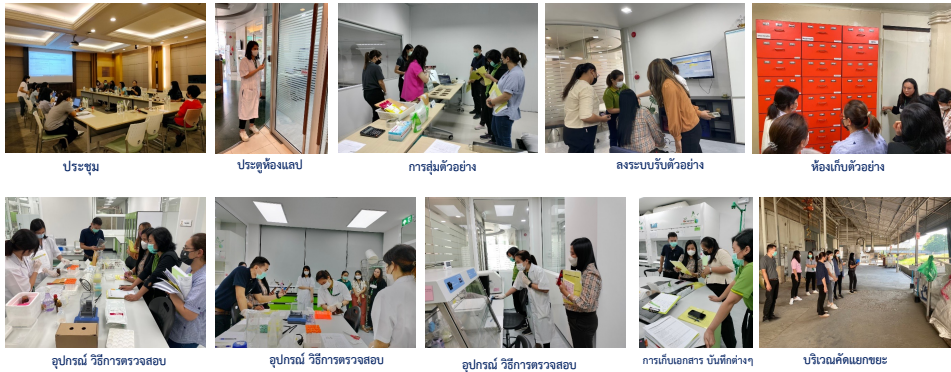 ประชุม
ประตูห้องแลป
การสุ่มตัวอย่าง
ลงระบบรับตัวอย่าง
ห้องเก็บตัวอย่าง
อุปกรณ์ วิธีการตรวจสอบ
อุปกรณ์ วิธีการตรวจสอบ
อุปกรณ์ วิธีการตรวจสอบ
การเก็บเอกสาร บันทึกต่างๆ
บริเวณคัดแยกขยะ